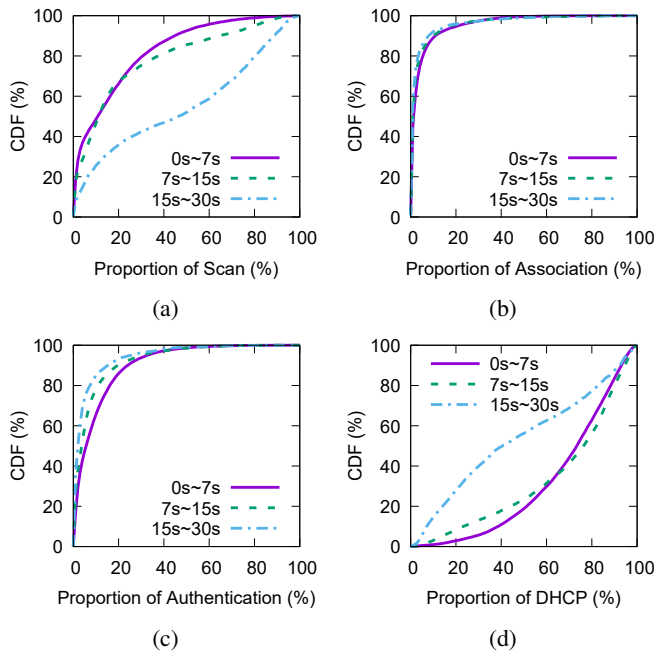 100
80
60
40
20
0
CDF (%)
0s~7s
7s~15s
15s~30s
0 20 40 60 80 100
Proportion of Scan (%)
(a)
100
80
60
40
20
0
CDF (%)
0s~7s
7s~15s
15s~30s
0 20 40 60 80 100
Proportion of Association (%)
(b)
100
80
60
40
20
0
CDF (%)
0s~7s
7s~15s
15s~30s
0 20 40 60 80 100
Proportion of Authentication (%)
(c)
100
80
60
40
20
0
CDF (%)
0s~7s
7s~15s
15s~30s
0 20 40 60 80 100
Proportion of DHCP (%)
(d)